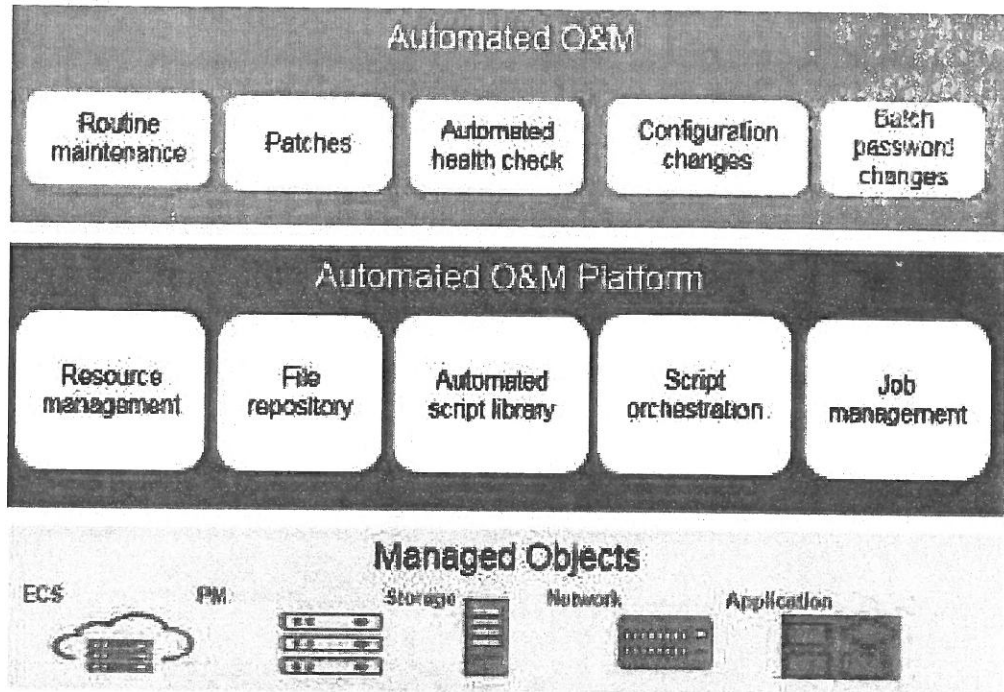 Automated O&M
Routine
maintenance
Patches
Automated
health check
Configuration
changes
Batch
password
changes
Automated O&M Platform
Resource
management
File
repository
Automated
script library
Script
orchestration
Job
management
Managed Objects
ECS
PM
Storage
Network
Application